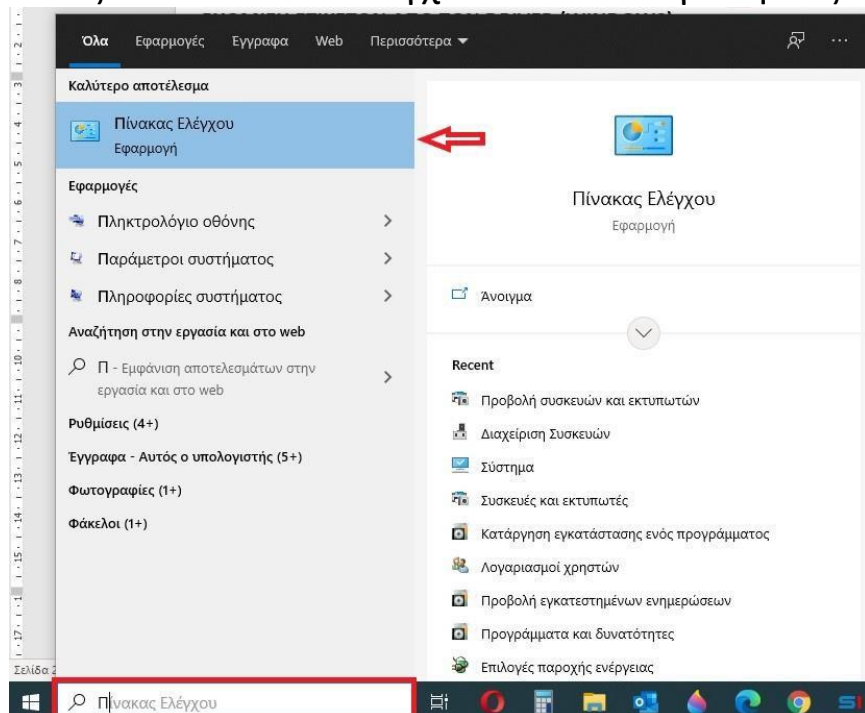 Όλα Εφαρμογές Εγγραφα Web Περισσότερα
Καλύτερο αποτέλεσμα
Πίνακας Ελέγχου
Εφαρμογή
Εφαρμογές
Πληκτρολόγιο οθόνης
Παράμετροι συστήματος
Πληροφορίες συστήματος
Αναζήτηση στην εργασία και στο web
Π - Εμφάνιση αποτελεσμάτων στην
εργασία και στο web
Ρυθμίσεις (4+)
Έγγραφα - Αυτός ο υπολογιστής (5+)
Φωτογραφίες (1+)
Φάκελοι (1+)
Πίνακας Ελέγχου
Εφαρμογή
Άνοιγμα
Recent
Προβολή συσκευών και εκτυπωτών
Διαχείριση Συσκευών
Σύστημα
Συσκευές και εκτυπωτές
Κατάργηση εγκατάστασης ενός προγράμματος
Λογαριασμοί χρηστών
Προβολή εγκατεστημένων ενημερώσεων
Προγράμματα και δυνατότητες
Επιλογές παροχής ενέργειας
Σελίδα 2
Πίνακας Ελέγχου